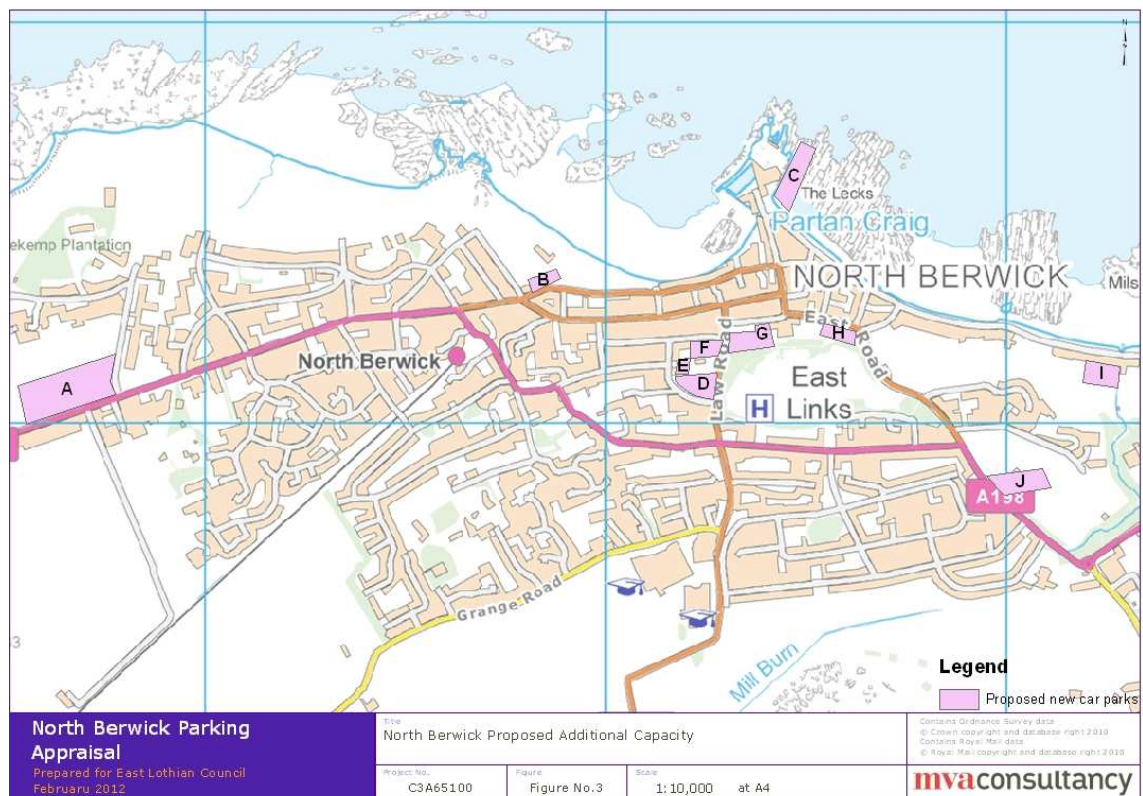 N
C
The Lecks
Partan Craig
ekemp Plantation
B
NORTH BERWICK
Mils
East Road
H
G
F
Law Road
North Berwick
E
D
A
I
East
H
Links
J
A198
Grange Road
3
Mill Burn
Legend
Proposed new car parks
North Berwick Parking
Appraisal
Prepared for East Lothian Council
February 2012
Title
North Berwick Proposed Additional Capacity
Project No.
C3A65100
Figure
Figure No.3
Scale
1:10,000 at A4
Contains Ordnance Survey data
© Crown copyright and database right 2010
Contains Royal Mail data
© Royal Mail copyright and database right 2010
mvaconsultancy